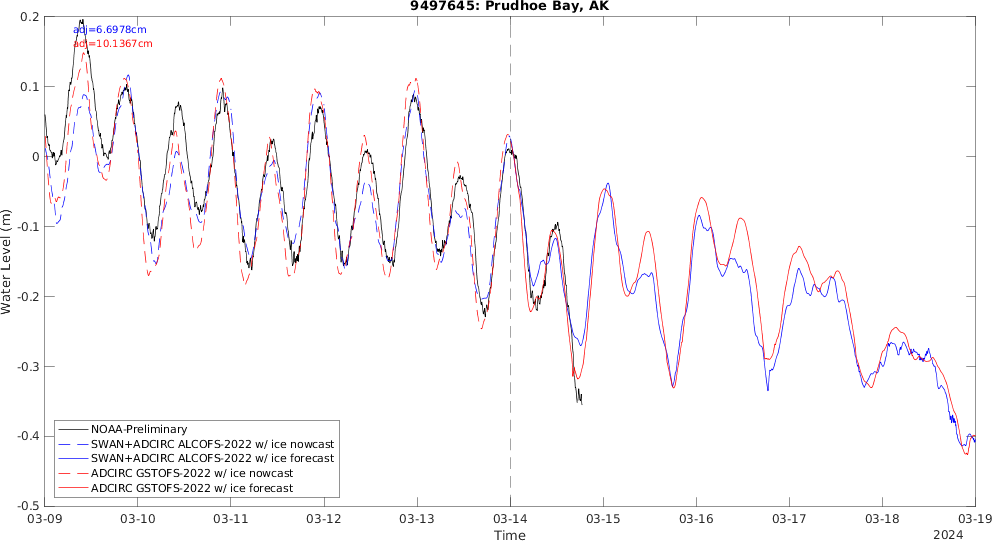 9497645: Prudhoe Bay, AK
adj=6.6978cm
adj=10.1367cm
0.2
0.1
0
-0.1
-0.2
-0.3
-0.4
-0.5
Water Level (m)
NOAA-Preliminary
SWAN+ADCIRC ALCOFS-2022 w/ ice nowcast
SWAN+ADCIRC ALCOFS-2022 w/ ice forecast
ADCIRC GSTOFS-2022 w/ ice nowcast
ADCIRC GSTOFS-2022 w/ ice forecast
03-09 03-10 03-11 03-12 03-13 03-14 03-15 03-16 03-17 03-18 03-19
Time
2024